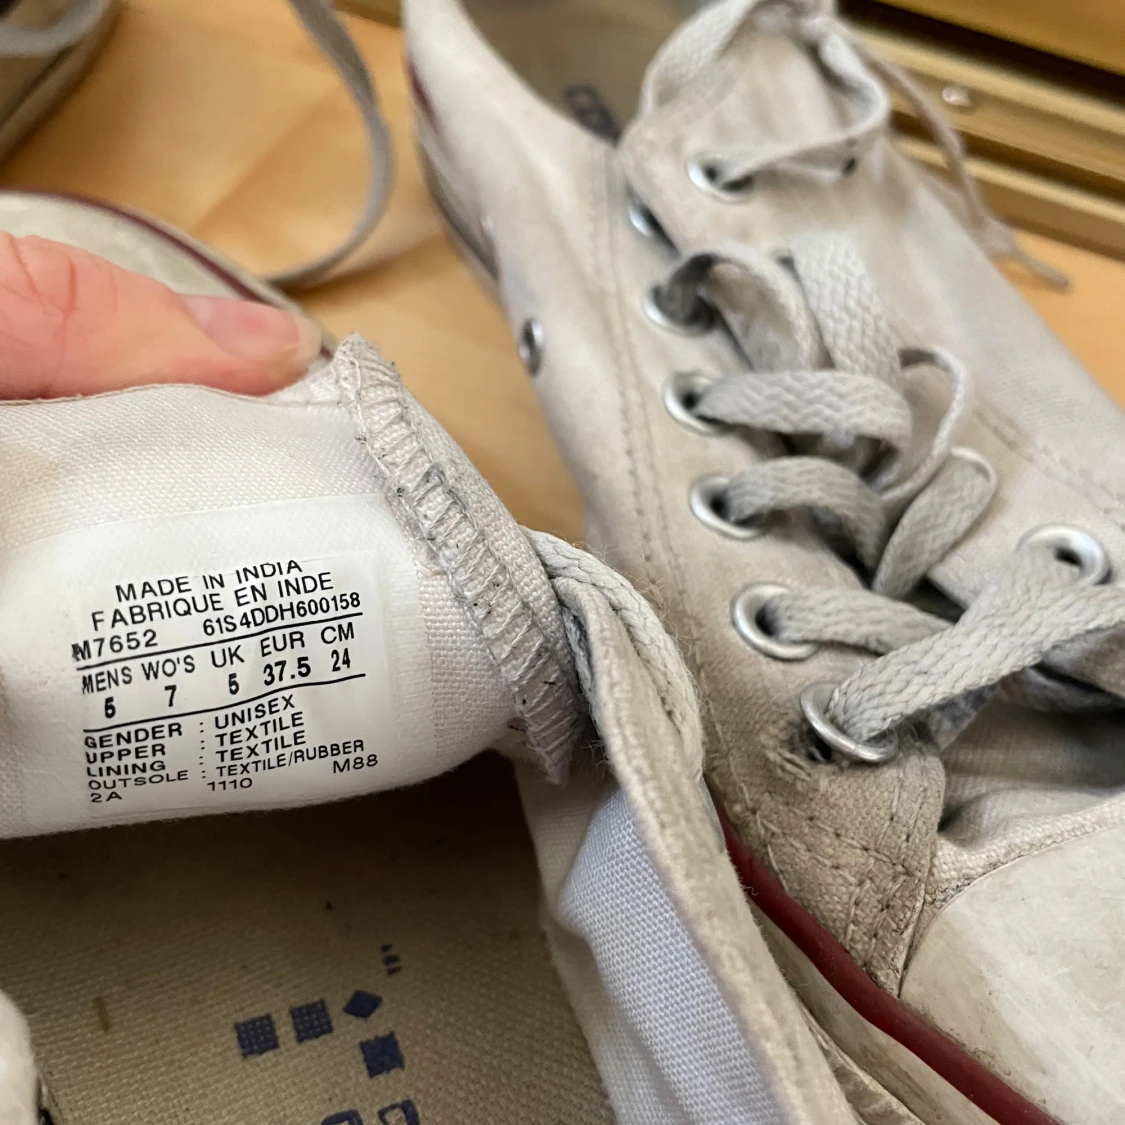 MADE IN INDIA
FABRIQUE EN INDE
M7652 61S4DDH600158
MENS WO'S UK EUR CM
5 7 5 37.5 24
GENDER : UNISEX
UPPER : TEXTILE
LINING : TEXTILE
OUTSOLE : TEXTILE/RUBBER
2A 1110 M88